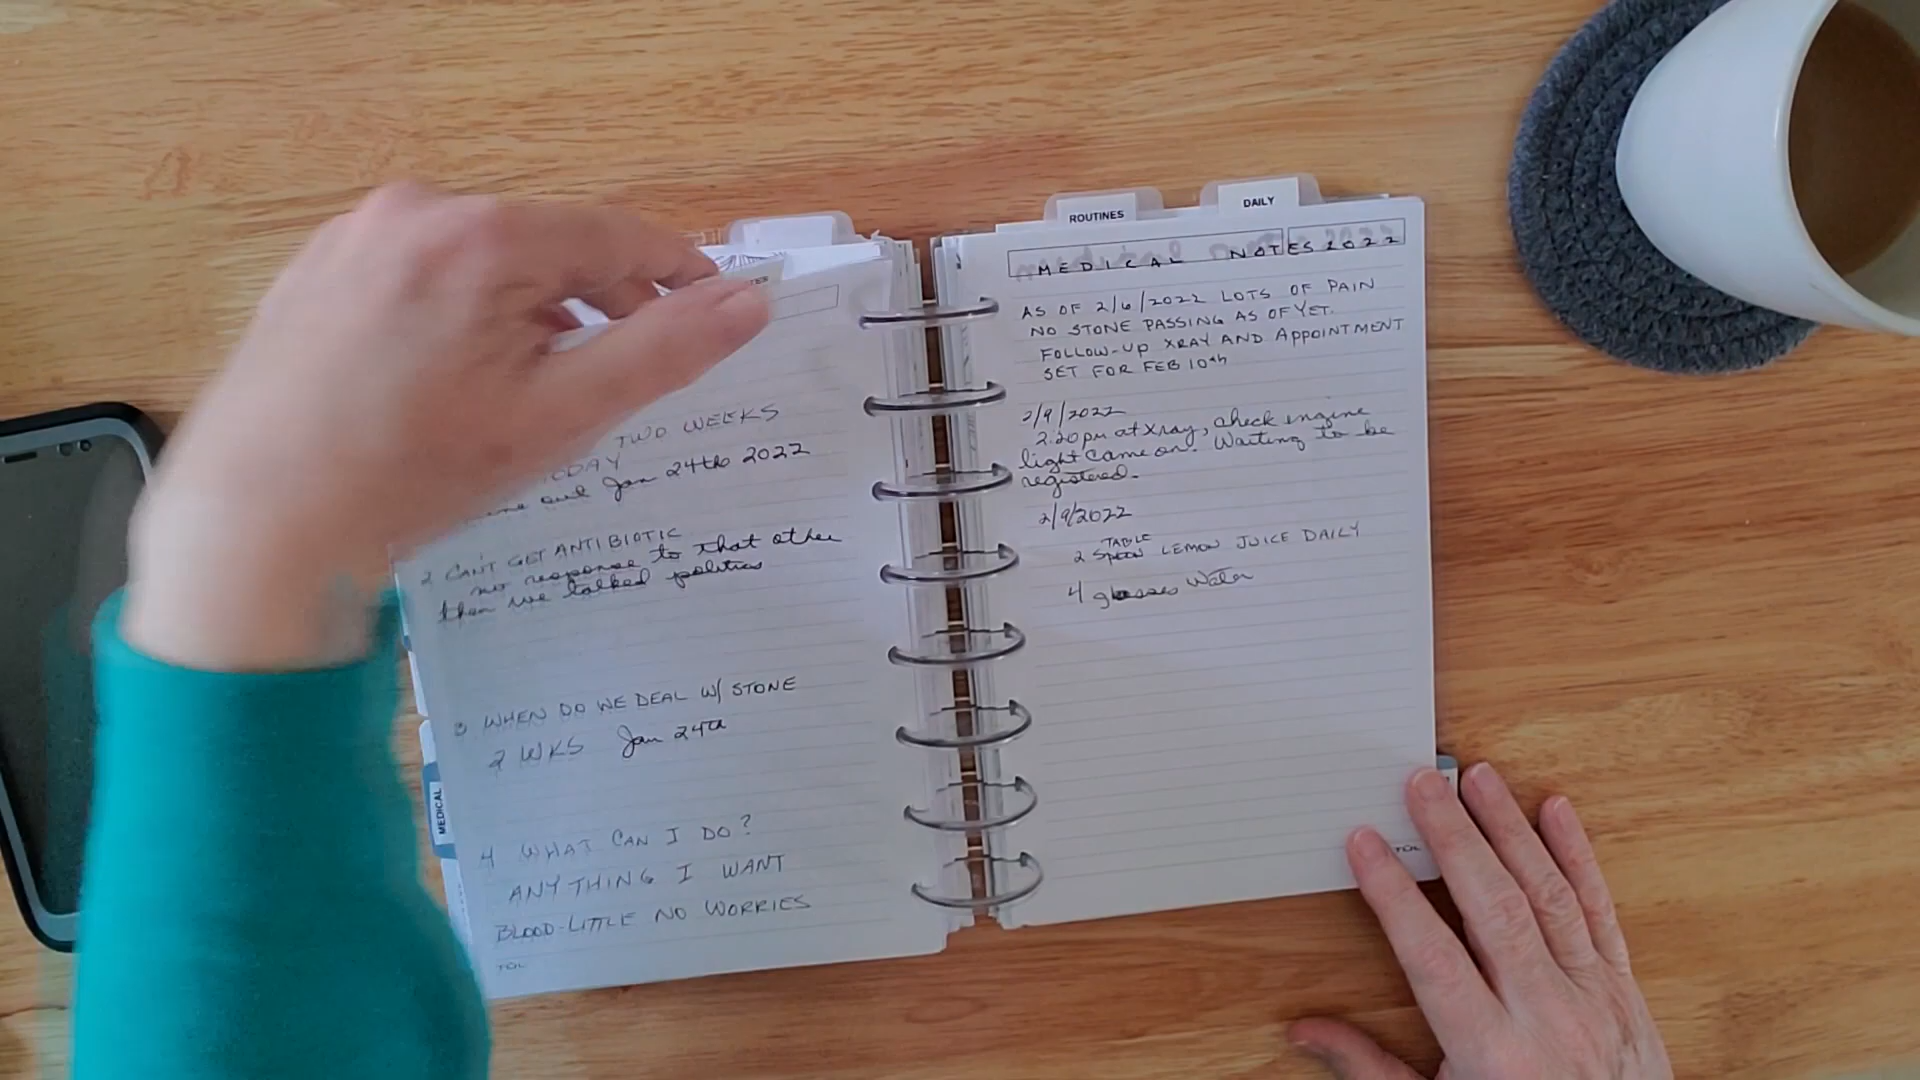 TWO WEEKS
Jan 24th 2022
2 CAN'T GET ANTIBIOTIC
no response to that other
then we talked politics
3 WHEN DO WE DEAL W/ STONE
2 WKS Jan 24th
4 WHAT CAN I DO?
ANYTHING I WANT
BLOOD-LITTLE NO WORRIES
TOL
MEDICAL
ROUTINES
DAILY
MEDICAL NOTES 2022
AS OF 2/6/2022 LOTS OF PAIN
NO STONE PASSING AS OF YET.
FOLLOW-UP XRAY AND APPOINTMENT
SET FOR FEB 10th
2/9/2022
2:20pm at xray, check engine
light came on. Waiting to be
registered.
2/9/2022
TABLE
2 SPOON LEMON JUICE DAILY
4 glasses Water
TOL